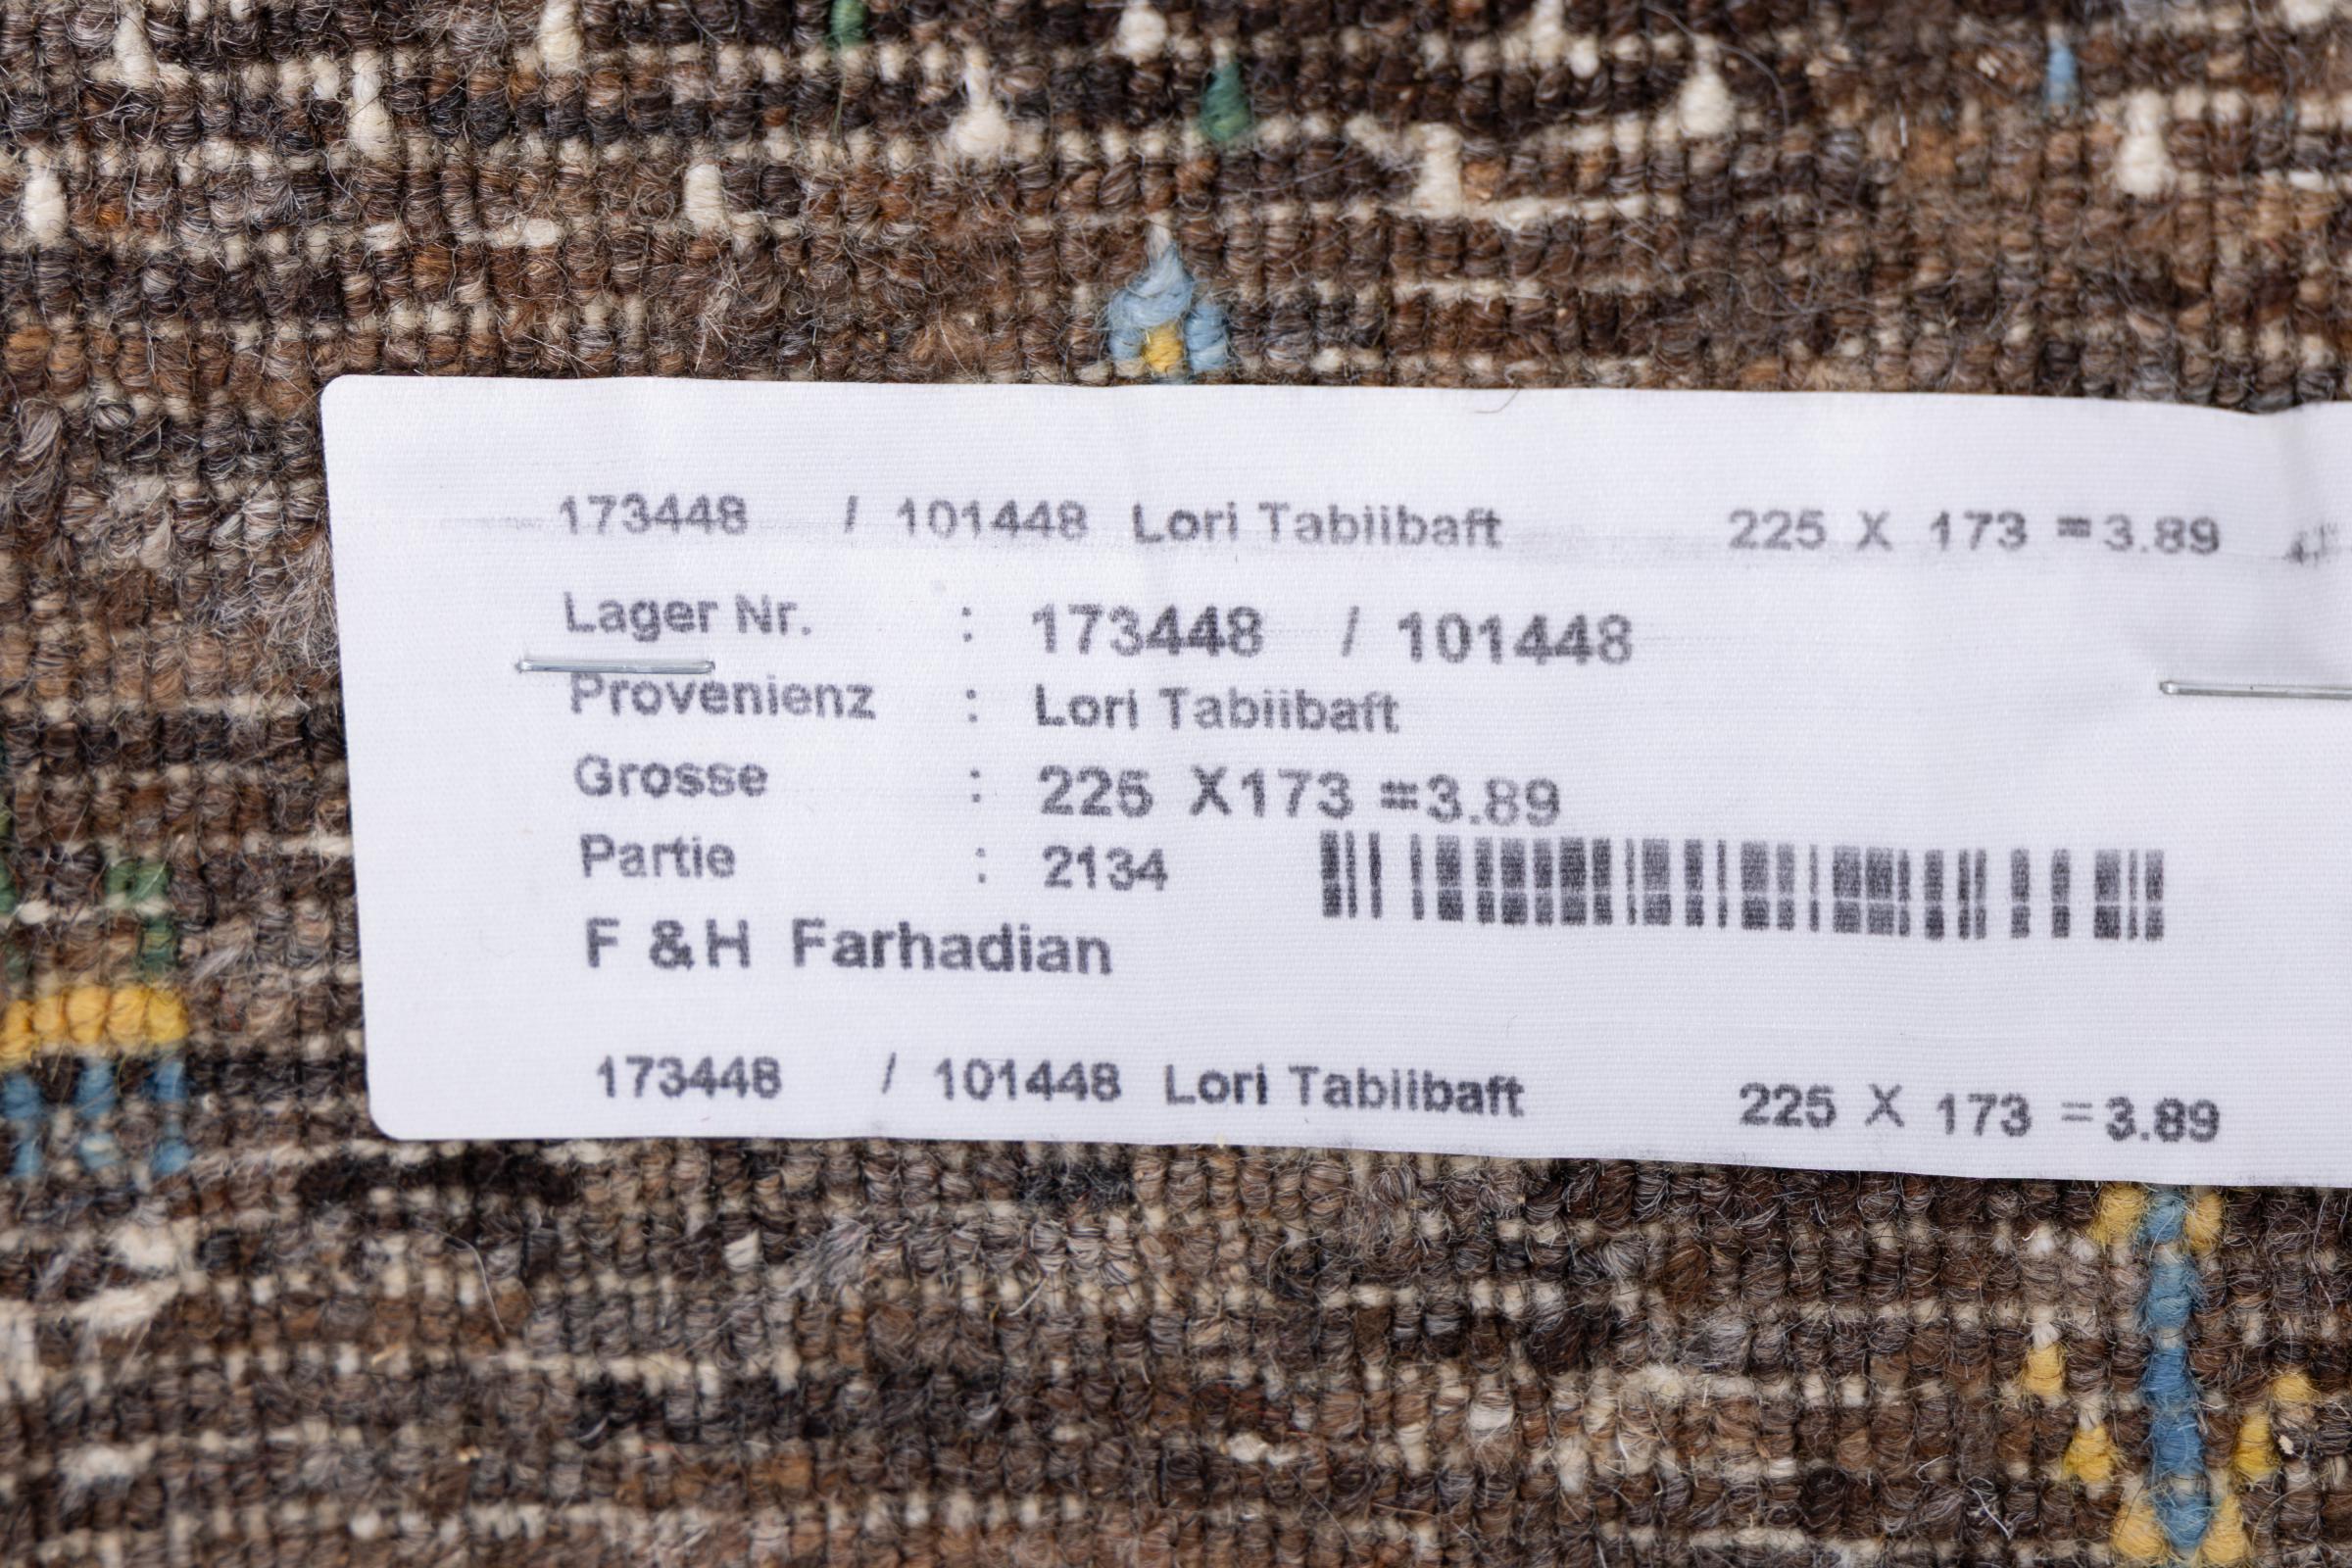 173448 / 101448 Lori Tabiibaft 225 X 173 =3.89
Lager Nr. : 173448 / 101448
Provenienz : Lori Tabiibaft
Grosse : 225 X173 =3.89
Partie : 2134
F &H Farhadian
173448 / 101448 Lori Tabiibaft 225 X 173 =3.89